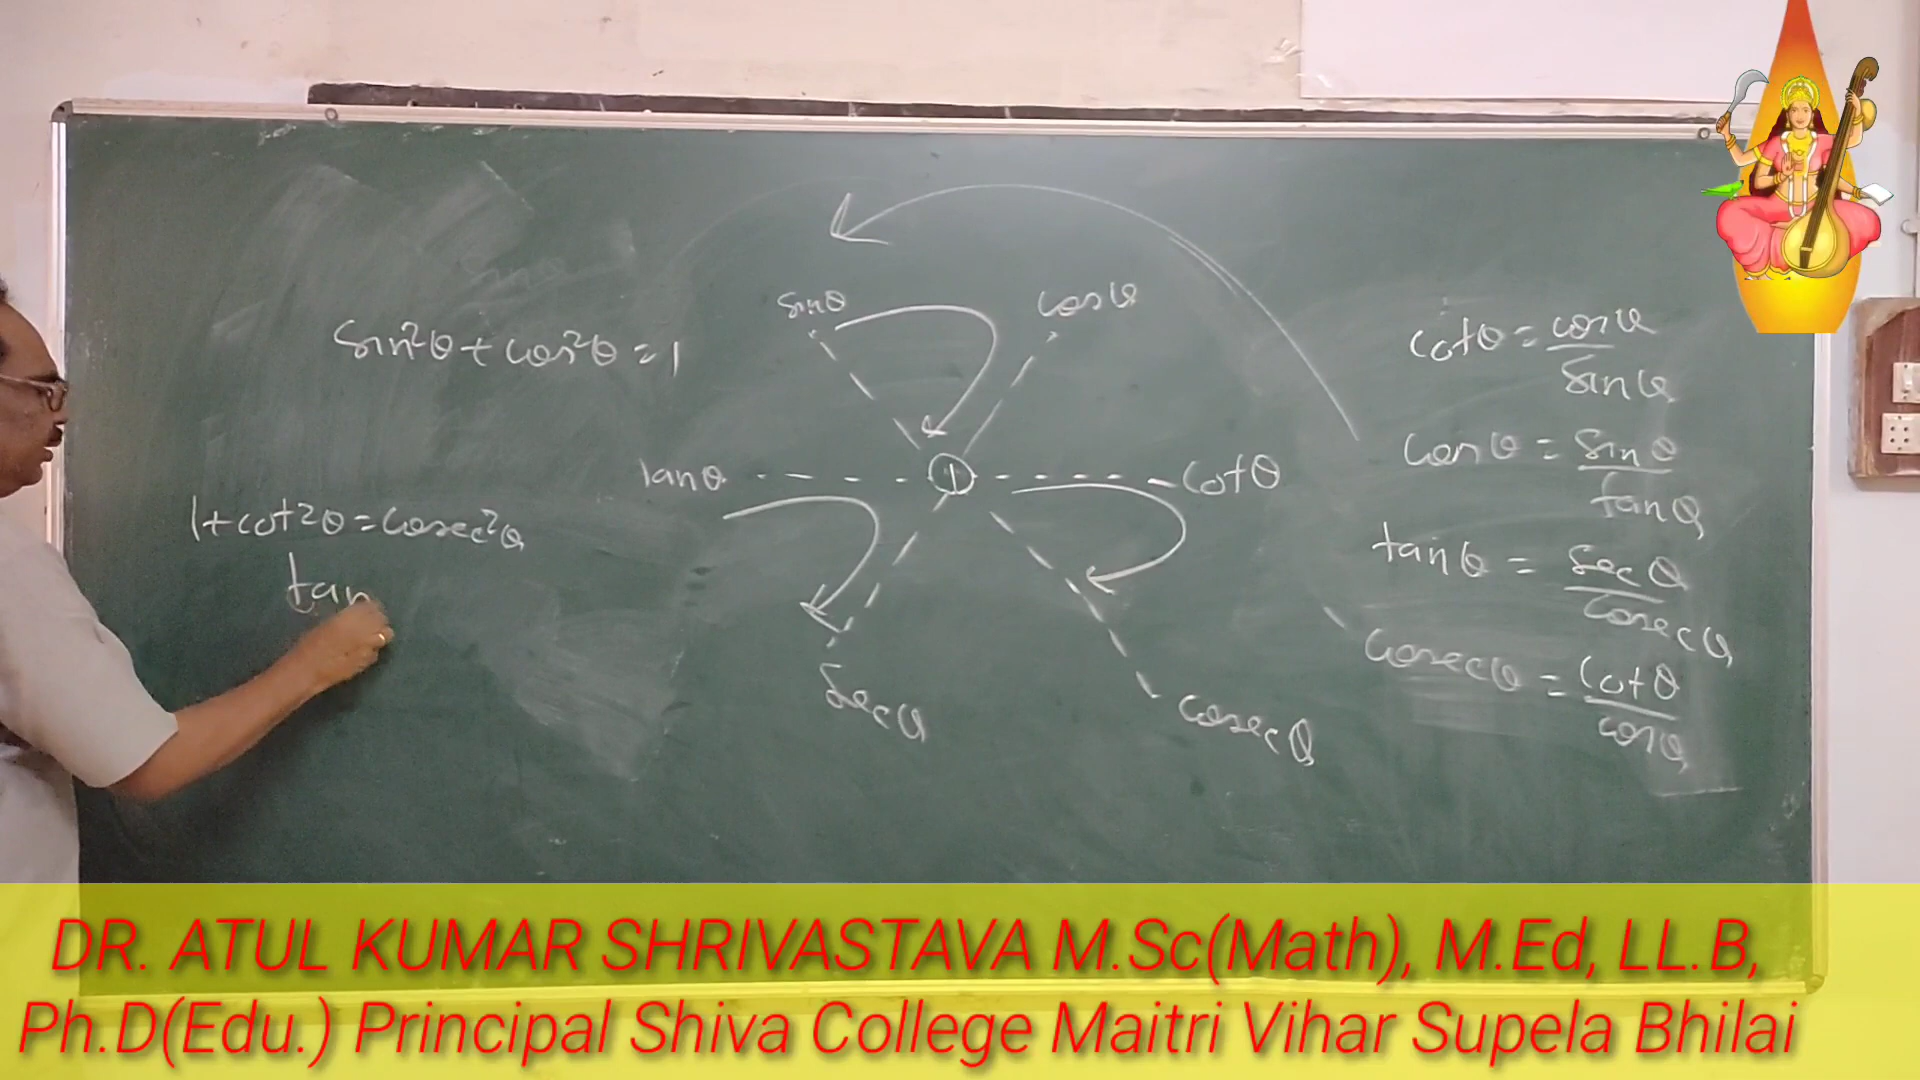 sin²θ + cos²θ = 1
1 + cot²θ = cosec²θ
tan
sinθ
cosθ
tanθ
1
cotθ
secθ
cosecθ
cotθ = cosθ/sinθ
cosθ = sinθ/tanθ
tanθ = secθ/cosecθ
cosecθ = cotθ/cosθ
DR. ATUL KUMAR SHRIVASTAVA M.Sc(Math), M.Ed, LL.B,
Ph.D(Edu.) Principal Shiva College Maitri Vihar Supela Bhilai